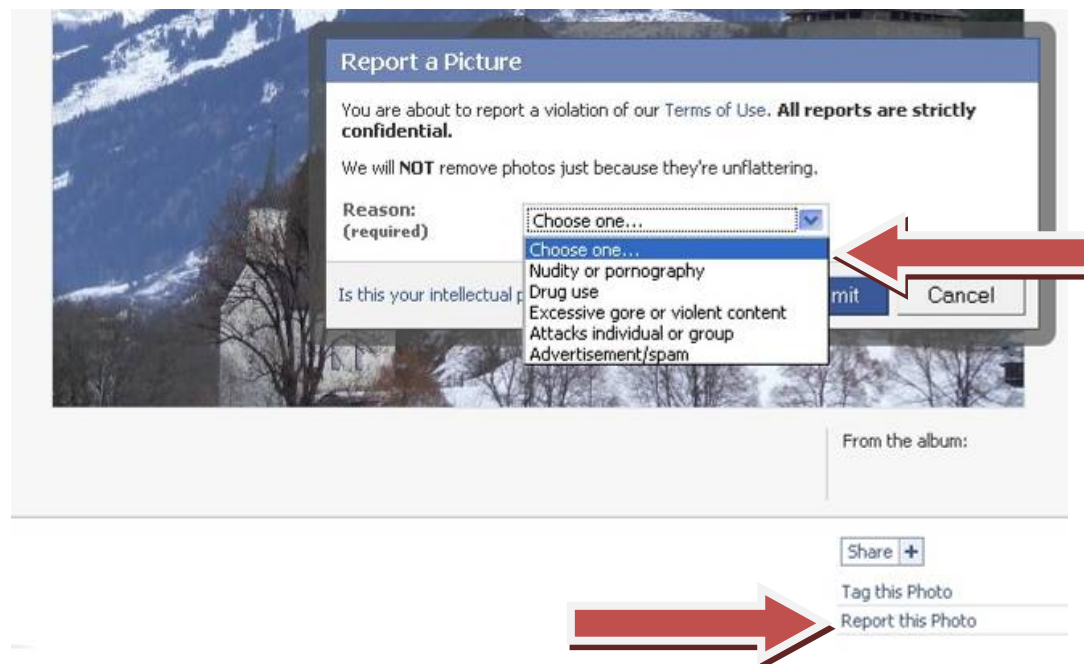 Report a Picture
You are about to report a violation of our Terms of Use. All reports are strictly
confidential.
We will NOT remove photos just because they're unflattering.
Reason:
(required)
Choose one...
Choose one...
Nudity or pornography
Drug use
Excessive gore or violent content
Attacks individual or group
Advertisement/spam
Is this your intellectual
Cancel
From the album:
Share +
Tag this Photo
Report this Photo